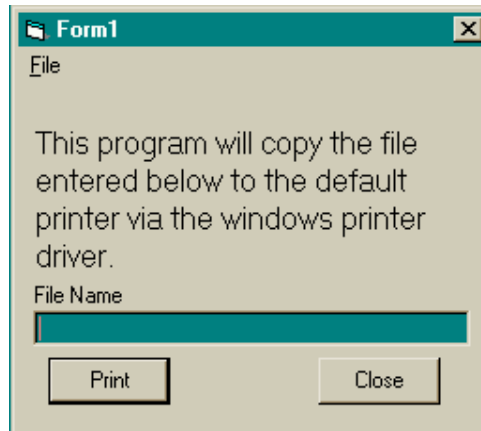 Form1
File
This program will copy the file
entered below to the default
printer via the windows printer
driver.
File Name
Print Close